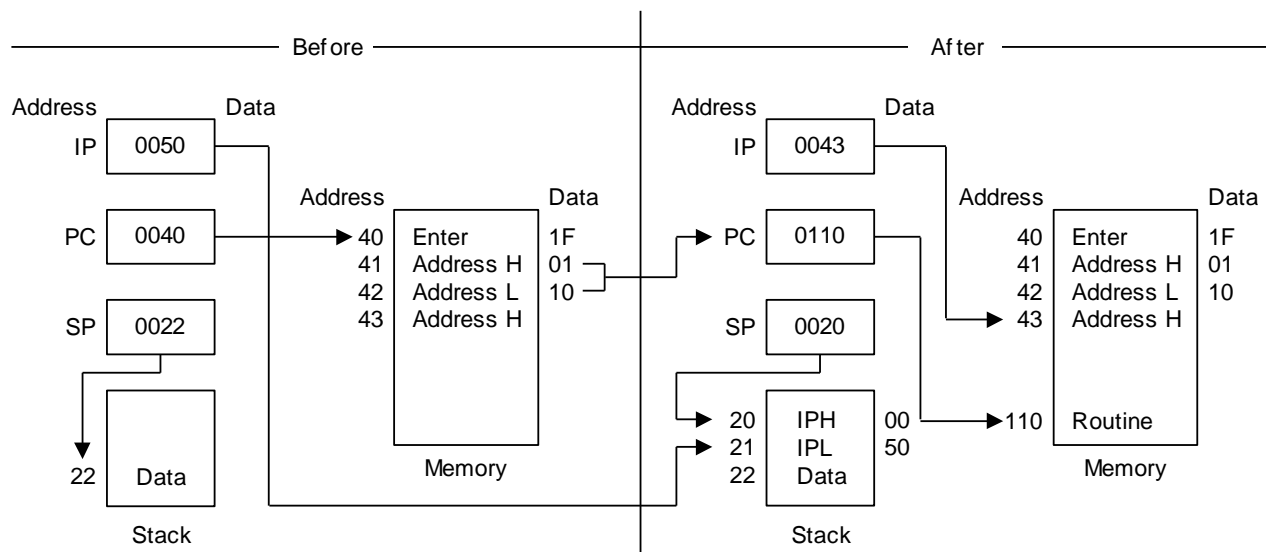 Before
Address Data
IP 0050
Address Data
PC 0040
40 Enter 1F
41 Address H 01
42 Address L 10
43 Address H
SP 0022
22 Data
Memory
Stack
After
Address Data
IP 0043
Address Data
PC 0110
40 Enter 1F
41 Address H 01
42 Address L 10
43 Address H
SP 0020
20 IPH 00
21 IPL 50
22 Data
110 Routine
Memory
Stack